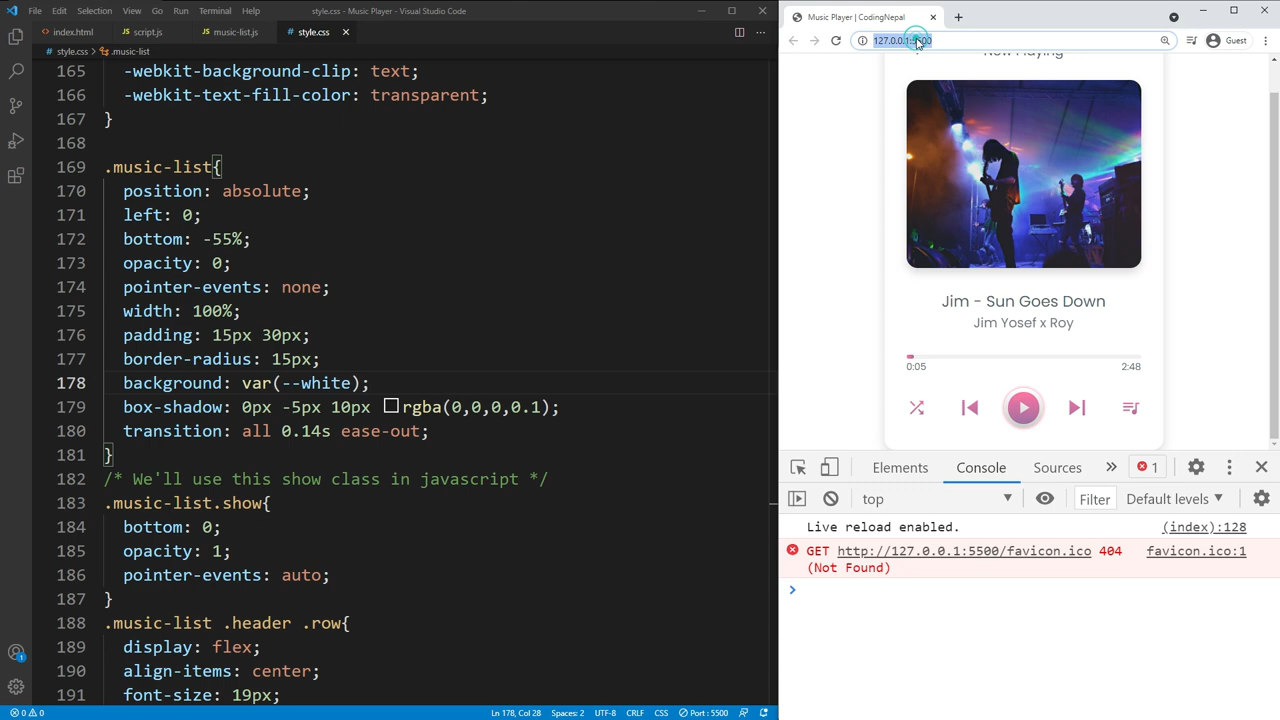 File Edit Selection View Go Run Terminal Help style.css - Music Player - Visual Studio Code
index.html script.js music-list.js style.css
style.css > .music-list
165 -webkit-background-clip: text;
166 -webkit-text-fill-color: transparent;
167 }
168
169 .music-list{
170 position: absolute;
171 left: 0;
172 bottom: -55%;
173 opacity: 0;
174 pointer-events: none;
175 width: 100%;
176 padding: 15px 30px;
177 border-radius: 15px;
178 background: var(--white);
179 box-shadow: 0px -5px 10px rgba(0,0,0,0.1);
180 transition: all 0.14s ease-out;
181 }
182 /* We'll use this show class in javascript */
183 .music-list.show{
184 bottom: 0;
185 opacity: 1;
186 pointer-events: auto;
187 }
188 .music-list .header .row{
189 display: flex;
190 align-items: center;
191 font-size: 19px;
1
0 0 Ln 178, Col 28 Spaces: 2 UTF-8 CRLF CSS Port : 5500
Music Player | CodingNepal
127.0.0.1:5500 Guest
Now Playing
Jim - Sun Goes Down
Jim Yosef x Roy
0:05 2:48
Elements Console Sources 1
top Filter Default levels
Live reload enabled. (index):128
GET http://127.0.0.1:5500/favicon.ico 404 favicon.ico:1
(Not Found)